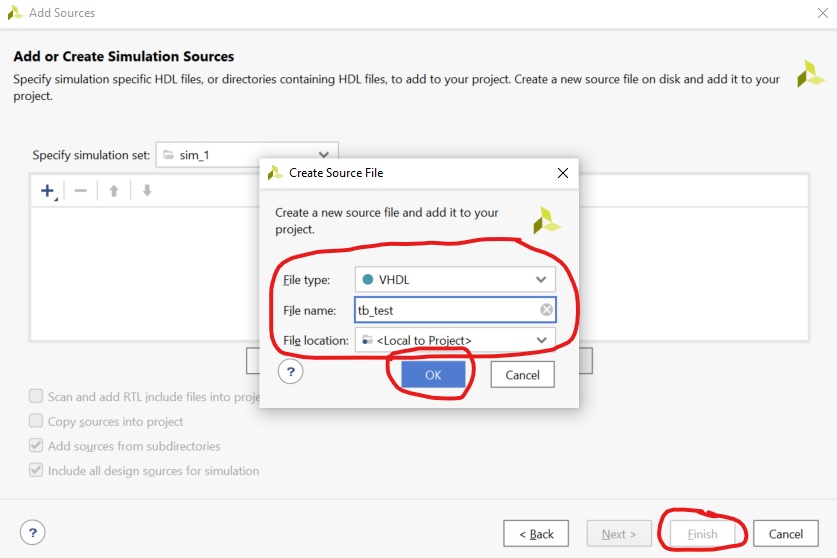 Add Sources
Add or Create Simulation Sources
Specify simulation specific HDL files, or directories containing HDL files, to add to your project. Create a new source file on disk and add it to your
project.
Specify simulation set: sim_1
Create Source File
Create a new source file and add it to your
project.
File type: VHDL
File name: tb_test
File location: <Local to Project>
? OK Cancel
Scan and add RTL include files into proje
Copy sources into project
Add sources from subdirectories
Include all design sources for simulation
? < Back Next > Finish Cancel